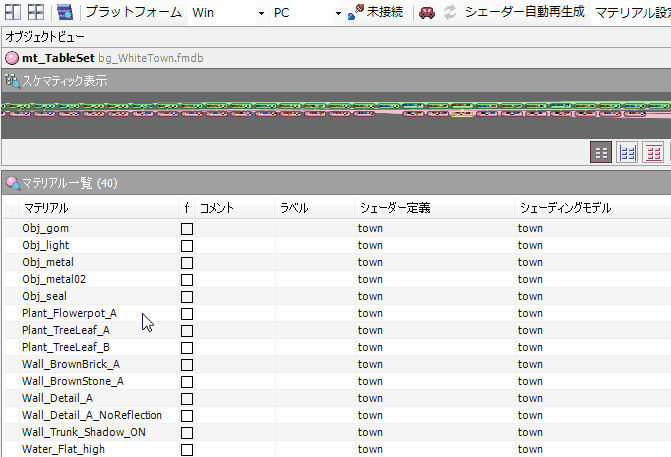 プラットフォーム Win PC 未接続 シェーダー自動再生成 マテリアル設定
オブジェクトビュー
mt_TableSet bg_WhiteTown.fmdb
スケマティック表示
マテリアル一覧 (40)
マテリアル f コメント ラベル シェーダー定義 シェーディングモデル
Obj_gom town town
Obj_light town town
Obj_metal town town
Obj_metal02 town town
Obj_seal town town
Plant_Flowerpot_A town town
Plant_TreeLeaf_A town town
Plant_TreeLeaf_B town town
Wall_BrownBrick_A town town
Wall_BrownStone_A town town
Wall_Detail_A town town
Wall_Detail_A_NoReflection town town
Wall_Trunk_Shadow_ON town town
Water_Flat_high town town